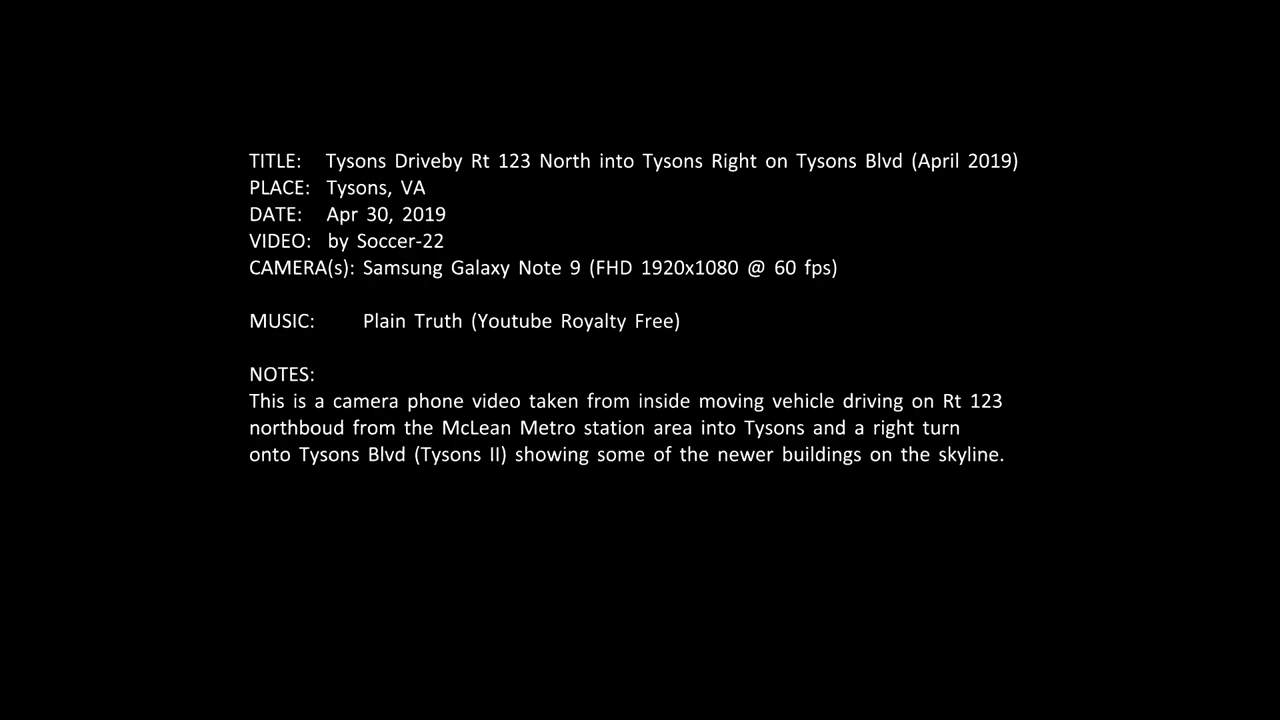 TITLE: Tysons Driveby Rt 123 North into Tysons Right on Tysons Blvd (April 2019)
PLACE: Tysons, VA
DATE: Apr 30, 2019
VIDEO: by Soccer-22
CAMERA(s): Samsung Galaxy Note 9 (FHD 1920x1080 @ 60 fps)
MUSIC: Plain Truth (Youtube Royalty Free)
NOTES:
This is a camera phone video taken from inside moving vehicle driving on Rt 123
northboud from the McLean Metro station area into Tysons and a right turn
onto Tysons Blvd (Tysons II) showing some of the newer buildings on the skyline.